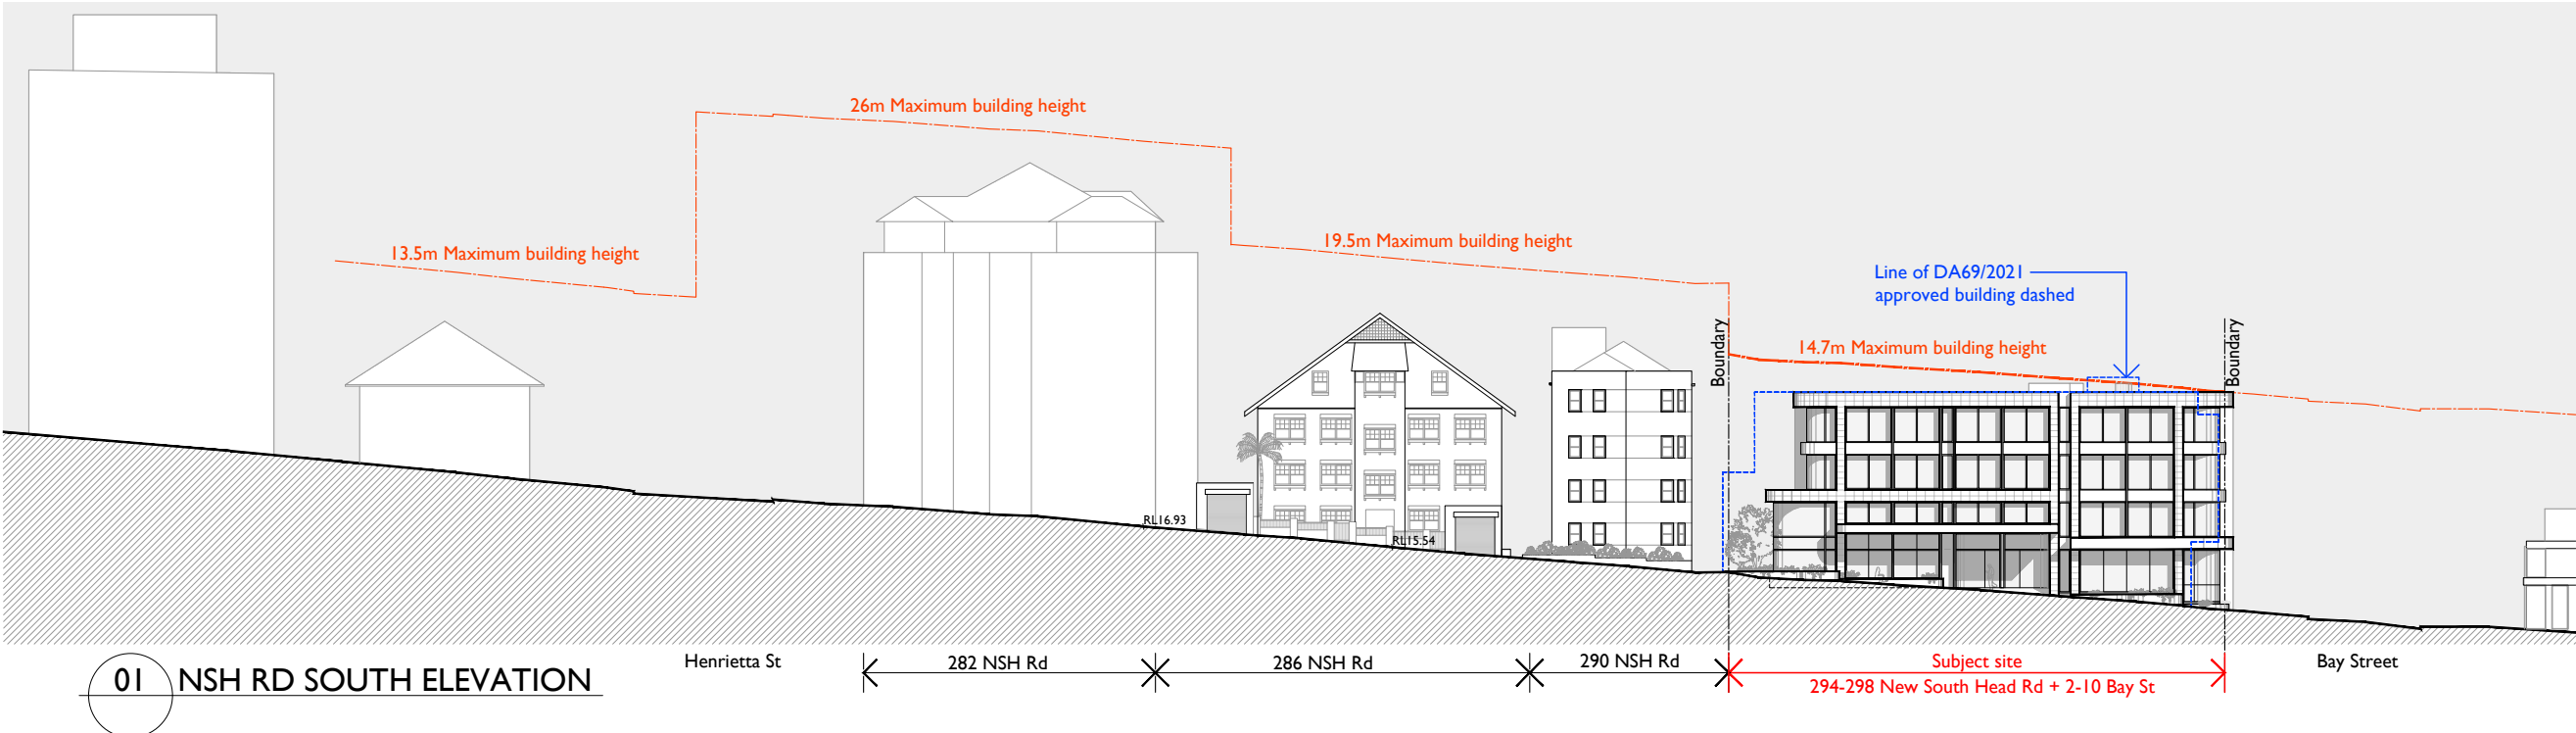 26m Maximum building height
13.5m Maximum building height
19.5m Maximum building height
Line of DA69/2021
approved building dashed
Boundary
14.7m Maximum building height
Boundary
RL16.93
RL15.54
01 NSH RD SOUTH ELEVATION
Henrietta St
282 NSH Rd
286 NSH Rd
290 NSH Rd
Subject site
294-298 New South Head Rd + 2-10 Bay St
Bay Street